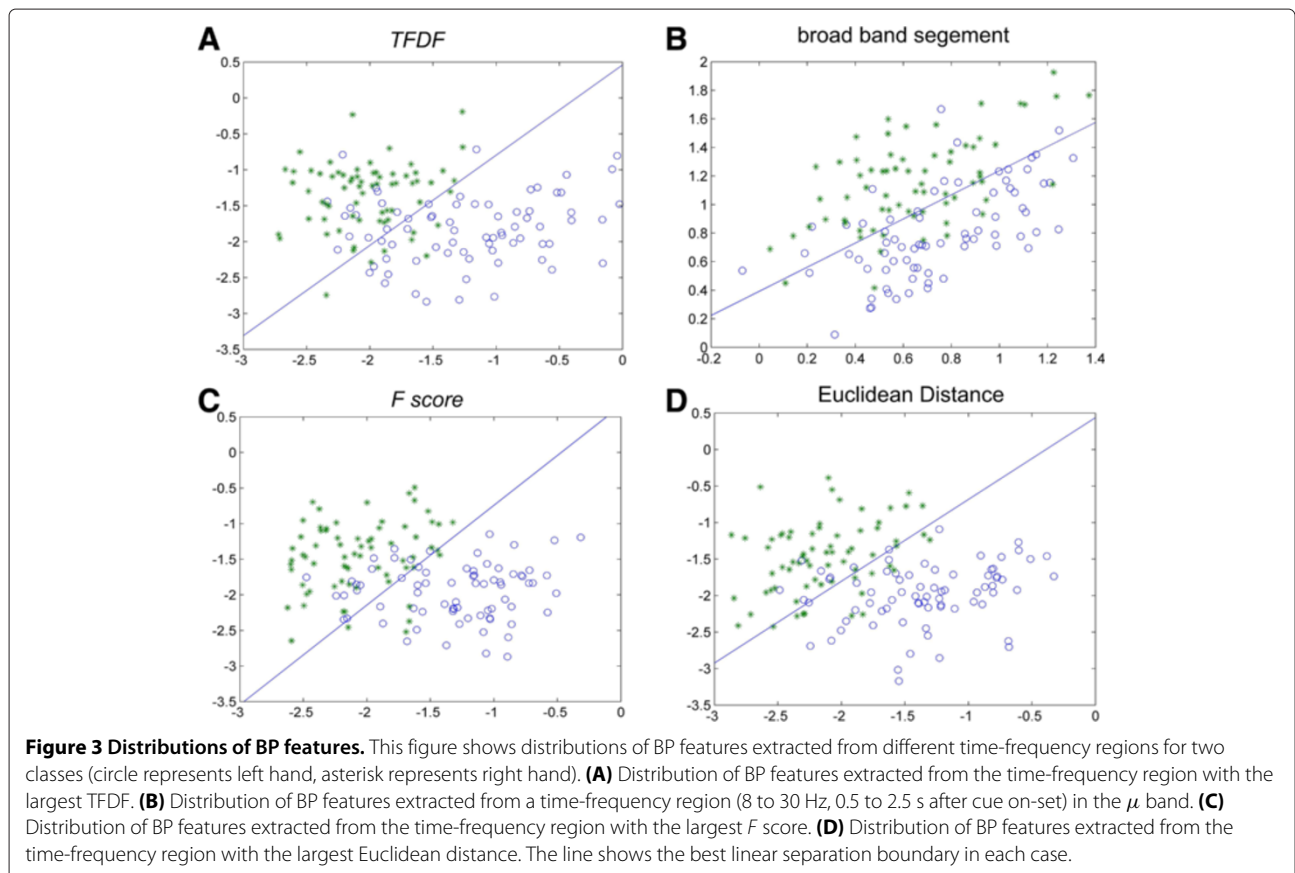 A
TFDF
0.5
0
-0.5
-1
-1.5
-2
-2.5
-3
-3.5
-3 -2.5 -2 -1.5 -1 -0.5 0
B
broad band segement
2
1.8
1.6
1.4
1.2
1
0.8
0.6
0.4
0.2
0
-0.2 0 0.2 0.4 0.6 0.8 1 1.2 1.4
C
F score
0.5
0
-0.5
-1
-1.5
-2
-2.5
-3
-3.5
-3 -2.5 -2 -1.5 -1 -0.5 0
D
Euclidean Distance
0.5
0
-0.5
-1
-1.5
-2
-2.5
-3
-3.5
-3 -2.5 -2 -1.5 -1 -0.5 0
Figure 3 Distributions of BP features. This figure shows distributions of BP features extracted from different time-frequency regions for two
classes (circle represents left hand, asterisk represents right hand). (A) Distribution of BP features extracted from the time-frequency region with the
largest TFDF. (B) Distribution of BP features extracted from a time-frequency region (8 to 30 Hz, 0.5 to 2.5 s after cue on-set) in the μ band. (C)
Distribution of BP features extracted from the time-frequency region with the largest F score. (D) Distribution of BP features extracted from the
time-frequency region with the largest Euclidean distance. The line shows the best linear separation boundary in each case.